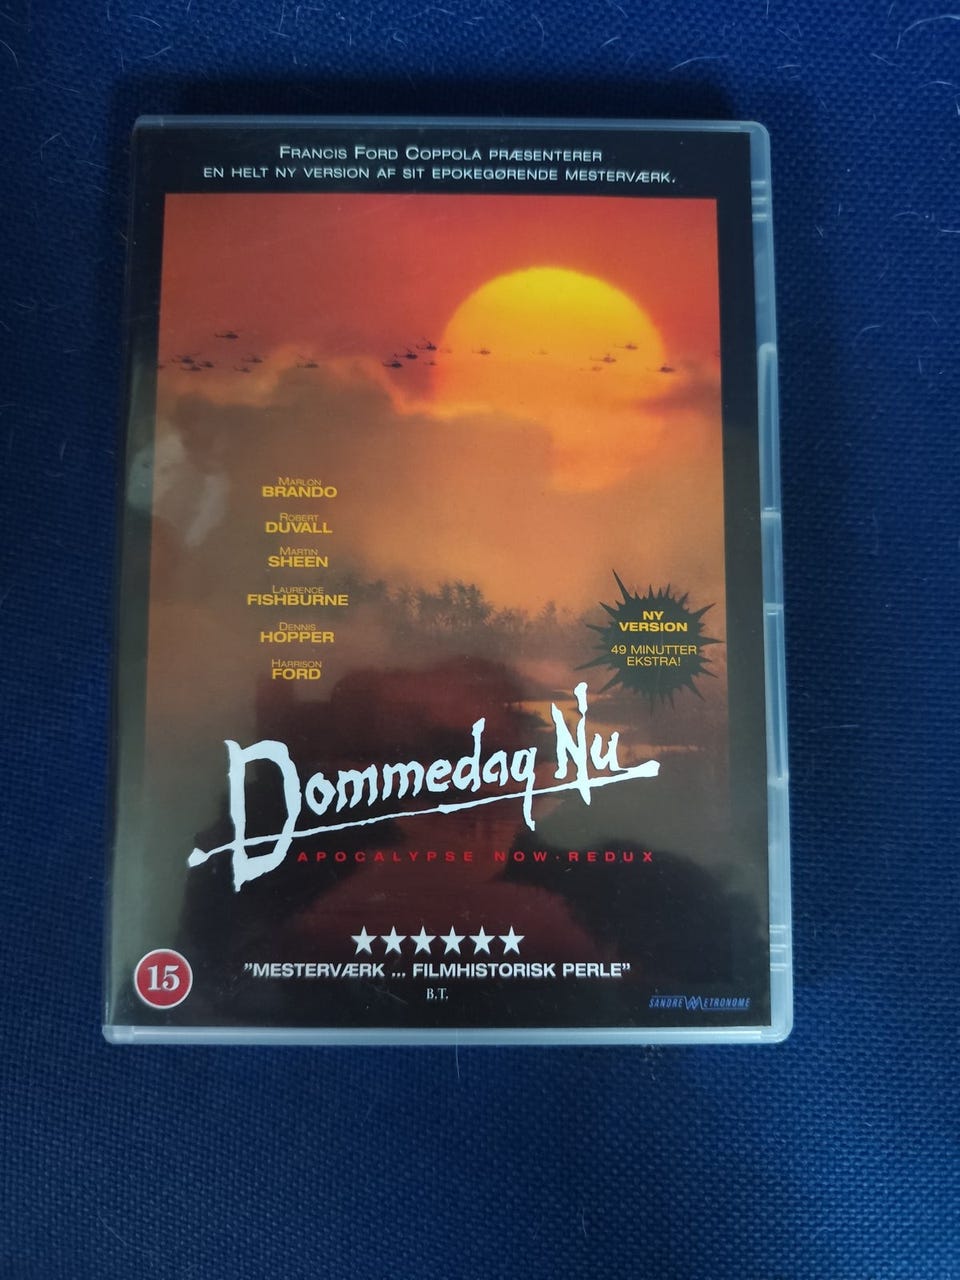 FRANCIS FORD COPPOLA PRÆSENTERER
EN HELT NY VERSION AF SIT EPOKEGØRENDE MESTERVÆRK.
MARLON
BRANDO
ROBERT
DUVALL
MARTIN
SHEEN
LAURENCE
FISHBURNE
DENNIS
HOPPER
HARRISON
FORD
NY
VERSION
49 MINUTTER
EKSTRA!
Dommedag Nu
APOCALYPSE NOW·REDUX
"MESTERVÆRK ... FILMHISTORISK PERLE"
B.T.
15
SANDREW METRONOME